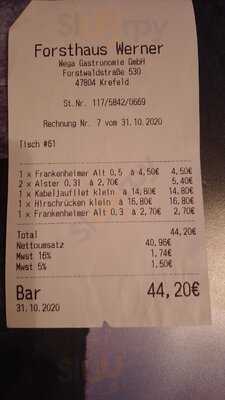 Forsthaus Werner
Wega Gastronomie GmbH
Forstwaldstraße 530
47804 Krefeld
St.Nr. 117/5842/0669
Rechnung Nr. 7 vom 31.10.2020
Tisch #61
1 x Frankenheimer Alt 0,5 à 4,50€ 4,50€
2 x Alster 0,3l à 2,70€ 5,40€
1 x Kabeljaufilet klein à 14,80€ 14,80€
1 x Hirschrücken klein à 16,80€ 16,80€
1 x Frankenheimer Alt 0,3 à 2,70€ 2,70€
Total 44,20€
Nettoumsatz 40,96€
Mwst 16% 1,74€
Mwst 5% 1,50€
Bar 44,20€
31.10.2020